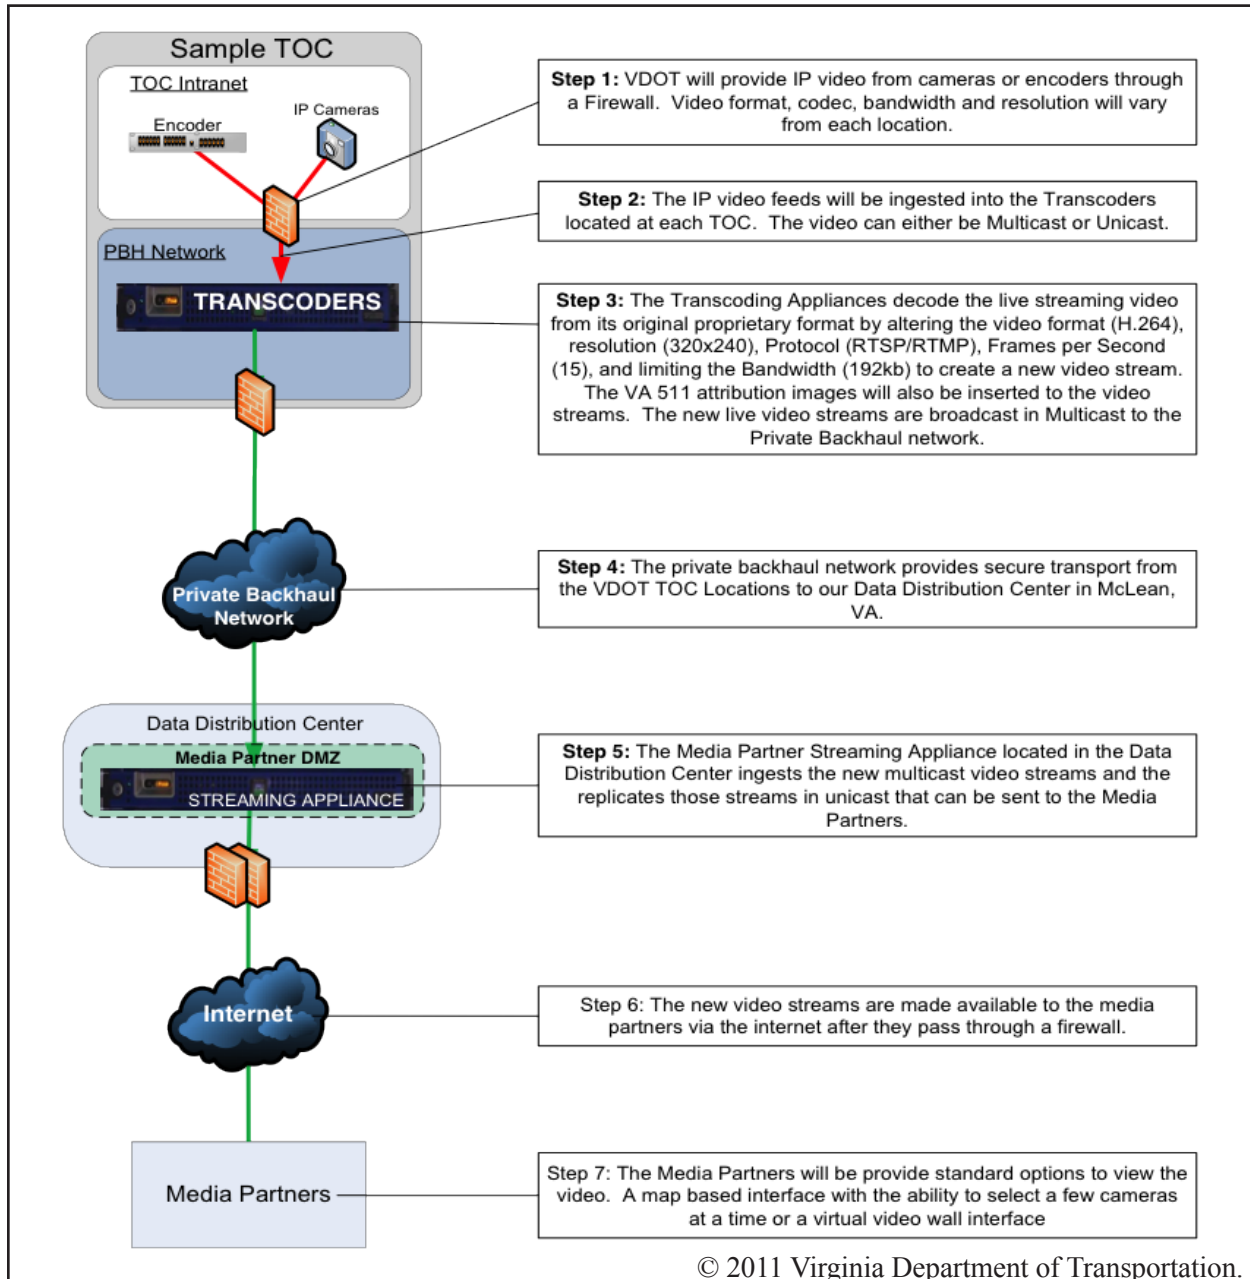 Sample TOC
TOC Intranet
IP Cameras
Encoder
PBH Network
TRANSCODERS
Private Backhaul
Network
Data Distribution Center
Media Partner DMZ
STREAMING APPLIANCE
Internet
Media Partners
Step 1: VDOT will provide IP video from cameras or encoders through
a Firewall. Video format, codec, bandwidth and resolution will vary
from each location.
Step 2: The IP video feeds will be ingested into the Transcoders
located at each TOC. The video can either be Multicast or Unicast.
Step 3: The Transcoding Appliances decode the live streaming video
from its original proprietary format by altering the video format (H.264),
resolution (320x240), Protocol (RTSP/RTMP), Frames per Second
(15), and limiting the Bandwidth (192kb) to create a new video stream.
The VA 511 attribution images will also be inserted to the video
streams. The new live video streams are broadcast in Multicast to the
Private Backhaul network.
Step 4: The private backhaul network provides secure transport from
the VDOT TOC Locations to our Data Distribution Center in McLean,
VA.
Step 5: The Media Partner Streaming Appliance located in the Data
Distribution Center ingests the new multicast video streams and the
replicates those streams in unicast that can be sent to the Media
Partners.
Step 6: The new video streams are made available to the media
partners via the internet after they pass through a firewall.
Step 7: The Media Partners will be provide standard options to view the
video. A map based interface with the ability to select a few cameras
at a time or a virtual video wall interface
© 2011 Virginia Department of Transportation.